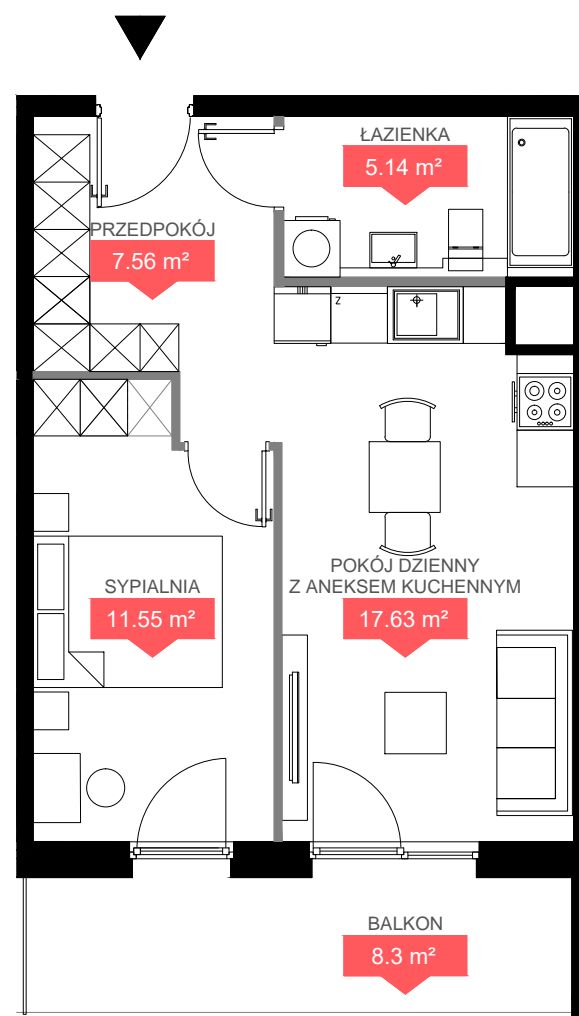 ŁAZIENKA
5.14 m²
PRZEDPOKÓJ
7.56 m²
Z
POKÓJ DZIENNY
Z ANEKSEM KUCHENNYM
17.63 m²
SYPIALNIA
11.55 m²
BALKON
8.3 m²